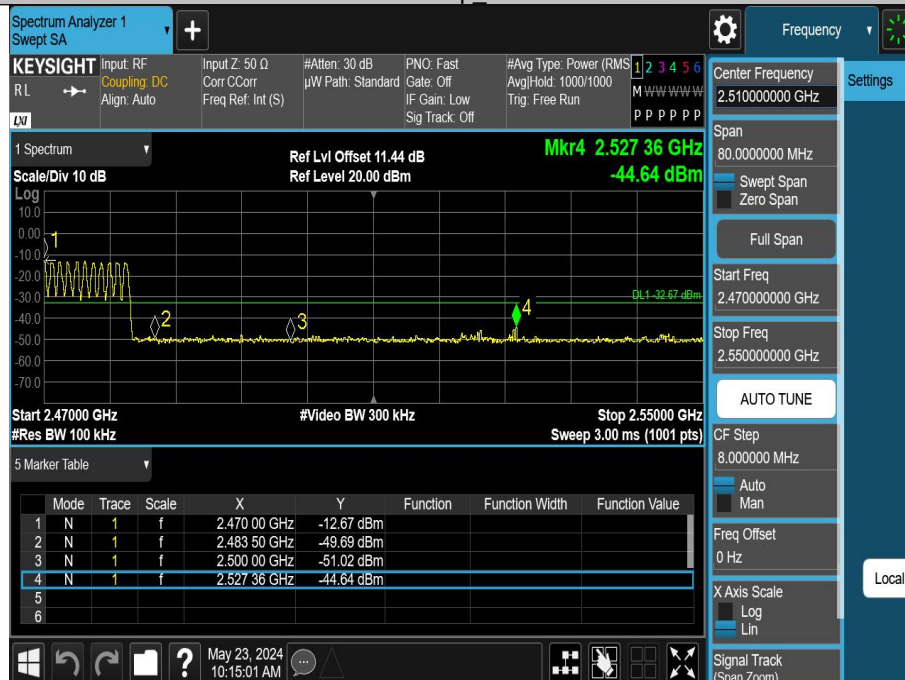 Spectrum Analyzer 1
Swept SA
+
Frequency
KEYSIGHT
RL
LXI
Input: RF
Coupling: DC
Align: Auto
Input Z: 50 Ω
Corr CCorr
Freq Ref: Int (S)
#Atten: 30 dB
µW Path: Standard
PNO: Fast
Gate: Off
IF Gain: Low
Sig Track: Off
#Avg Type: Power (RMS
Avg|Hold: 1000/1000
Trig: Free Run
1 2 3 4 5 6
M W W W W W
P P P P P P
Center Frequency
2.510000000 GHz
Settings
Span
80.0000000 MHz
Swept Span
Zero Span
Full Span
Start Freq
2.470000000 GHz
Stop Freq
2.550000000 GHz
AUTO TUNE
CF Step
8.000000 MHz
Auto
Man
Freq Offset
0 Hz
X Axis Scale
Log
Lin
Local
Signal Track
(Span Zoom)
1 Spectrum
Scale/Div 10 dB
Ref Lvl Offset 11.44 dB
Ref Level 20.00 dBm
Mkr4 2.527 36 GHz
-44.64 dBm
Log
10.0
0.00
-10.0
-20.0
-30.0
-40.0
-50.0
-60.0
-70.0
1
2
3
4
DL1 -32.67 dBm
Start 2.47000 GHz
#Res BW 100 kHz
#Video BW 300 kHz
Stop 2.55000 GHz
Sweep 3.00 ms (1001 pts)
5 Marker Table
Mode Trace Scale X Y Function Function Width Function Value
1 N 1 f 2.470 00 GHz -12.67 dBm
2 N 1 f 2.483 50 GHz -49.69 dBm
3 N 1 f 2.500 00 GHz -51.02 dBm
4 N 1 f 2.527 36 GHz -44.64 dBm
5
6
?
May 23, 2024
10:15:01 AM